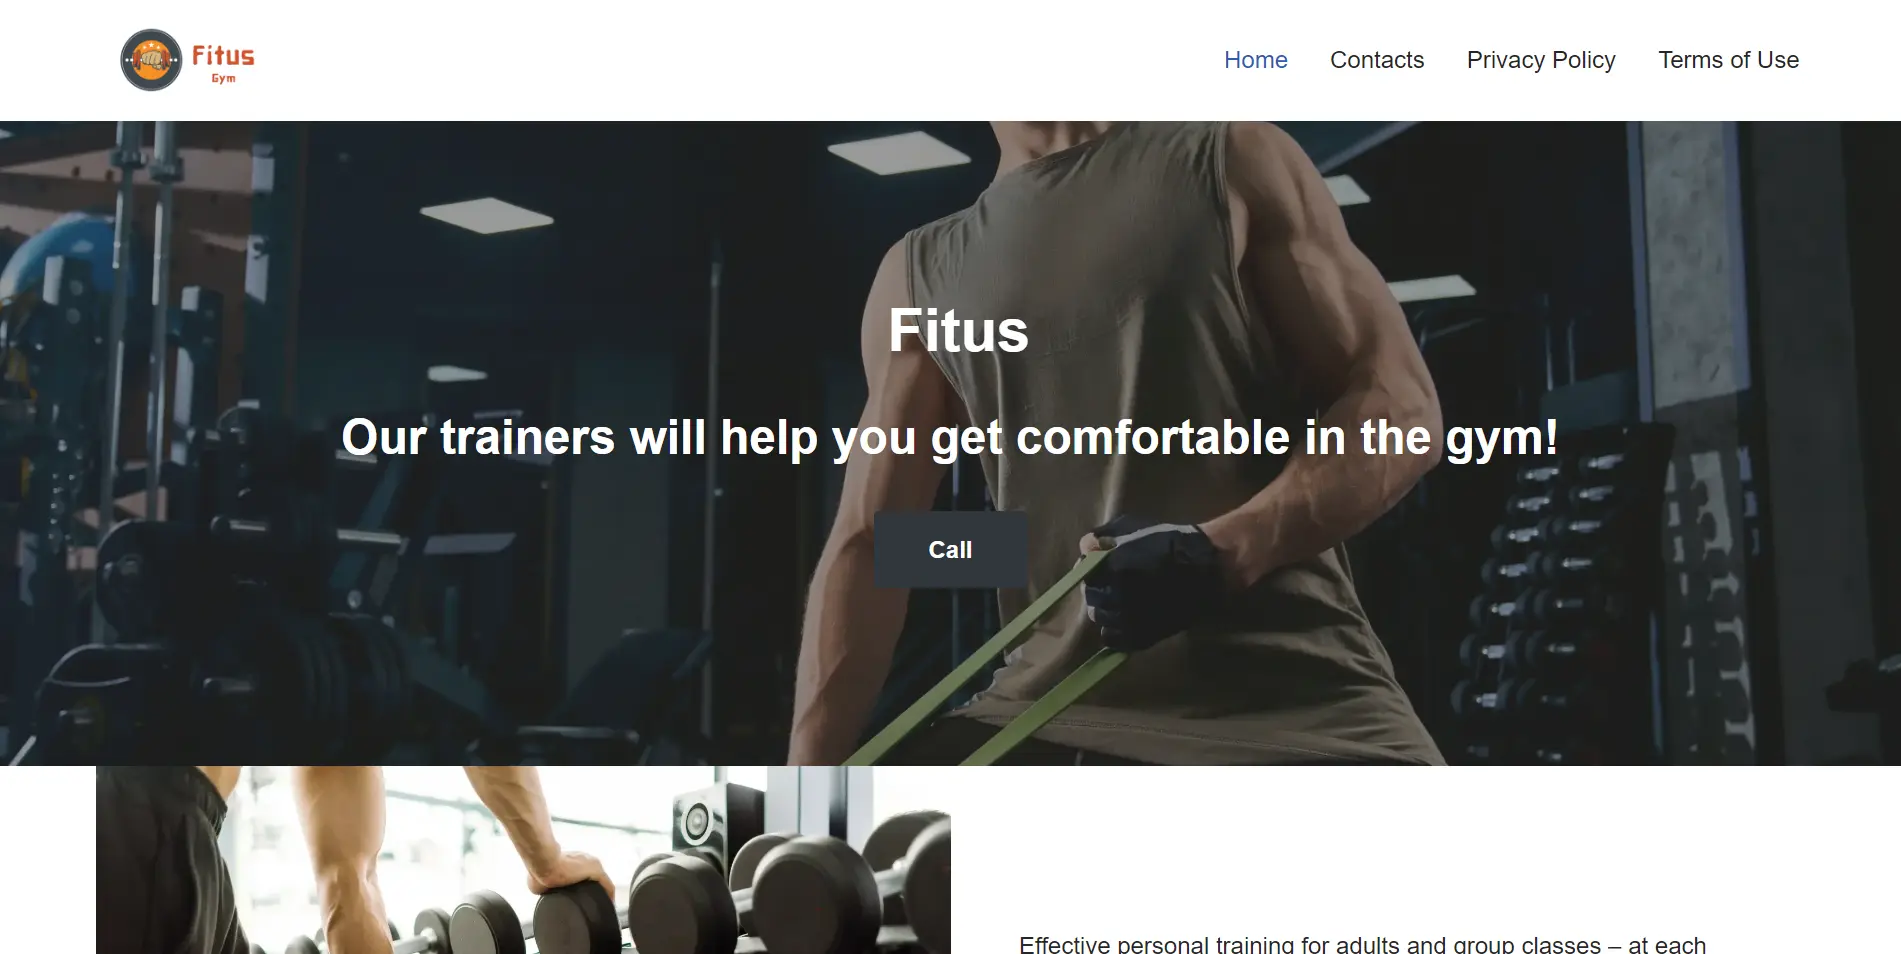 Fitus
Gym
Home
Contacts
Privacy Policy
Terms of Use
Fitus
Our trainers will help you get comfortable in the gym!
Call
Effective personal training for adults and group classes – at each